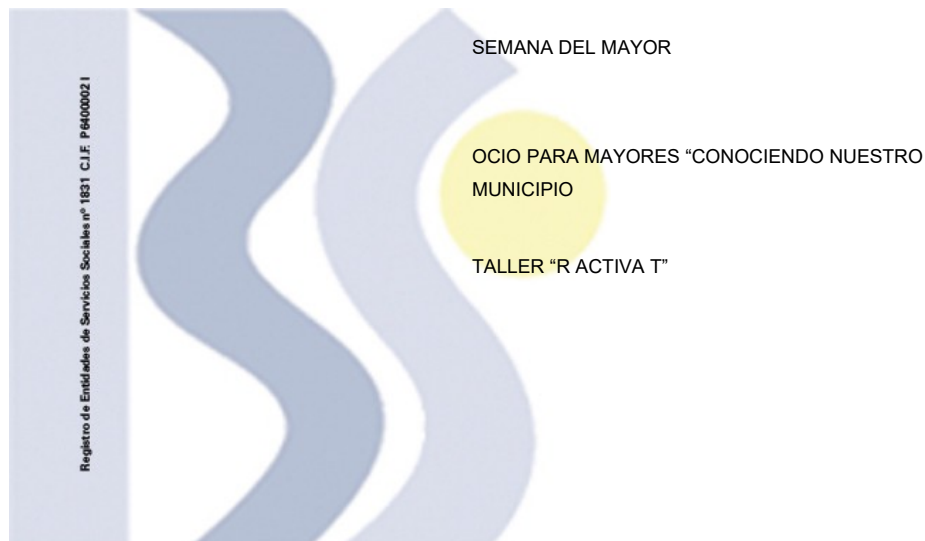 SEMANA DEL MAYOR
OCIO PARA MAYORES “CONOCIENDO NUESTRO
MUNICIPIO
TALLER “R ACTIVA T”
Registro de Entidades de Servicios Sociales nº 1831 C.I.F. P6400002 I